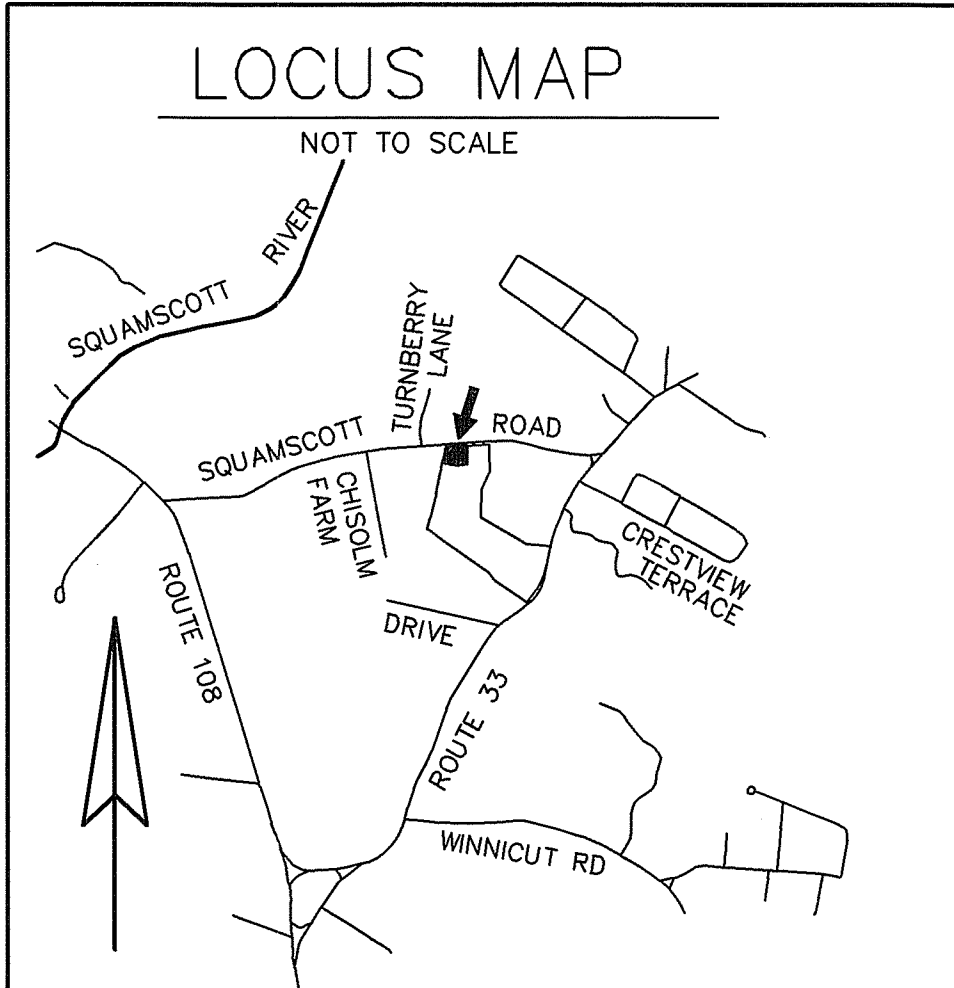 LOCUS MAP
NOT TO SCALE
SQUAMSCOTT RIVER
TURNBERRY
LANE
SQUAMSCOTT ROAD
CHISOLM
FARM
DRIVE
CRESTVIEW
TERRACE
ROUTE 108
ROUTE 33
WINNICUT RD